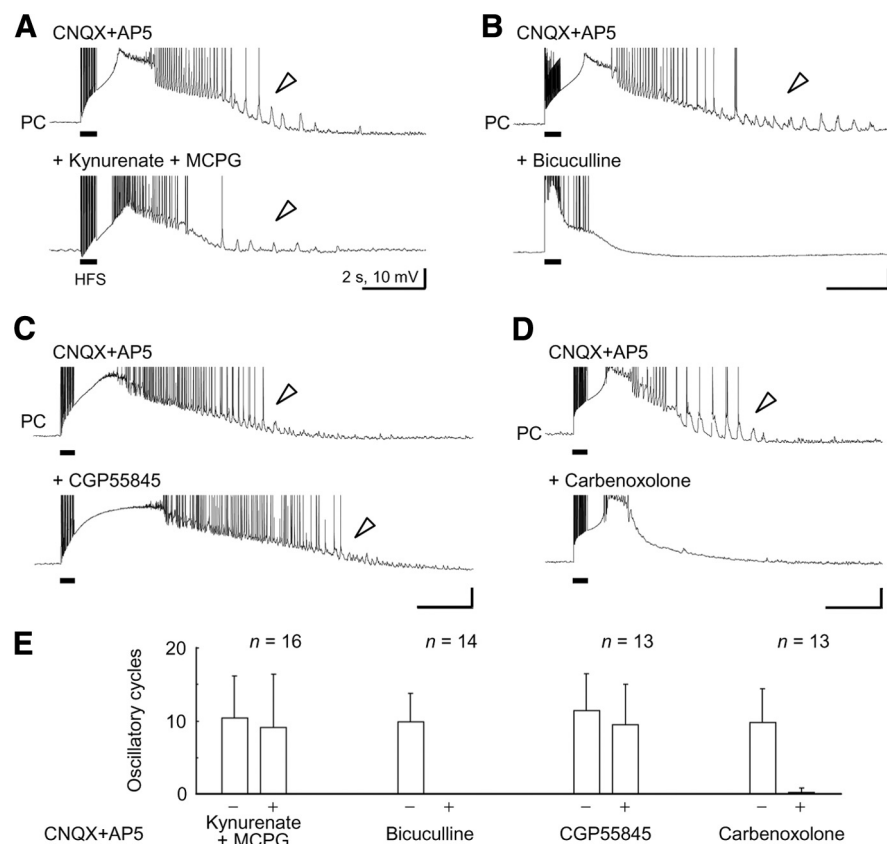 A
CNQX+AP5
PC
+ Kynurenate + MCPG
HFS
2 s, 10 mV
B
CNQX+AP5
PC
+ Bicuculline
C
CNQX+AP5
PC
+ CGP55845
D
CNQX+AP5
PC
+ Carbenoxolone
E
Oscillatory cycles
20
10
0
n = 16
n = 14
n = 13
n = 13
− + − + − + − +
CNQX+AP5
Kynurenate
+ MCPG
Bicuculline
CGP55845
Carbenoxolone